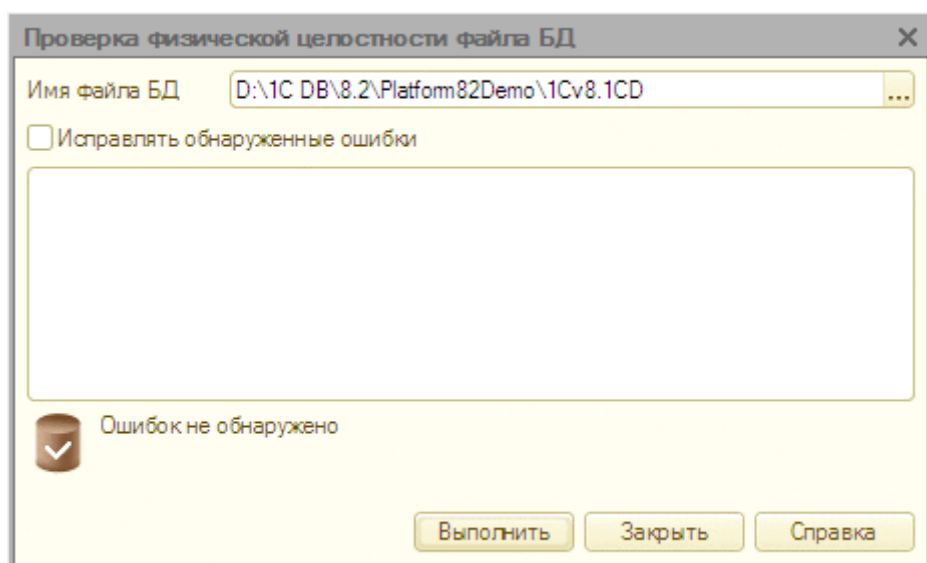 Проверка физической целостности файла БД
Имя файла БД D:\1C DB\8.2\Platform82Demo\1Cv8.1CD ...
Исправлять обнаруженные ошибки
Ошибок не обнаружено
Выполнить Закрыть Справка